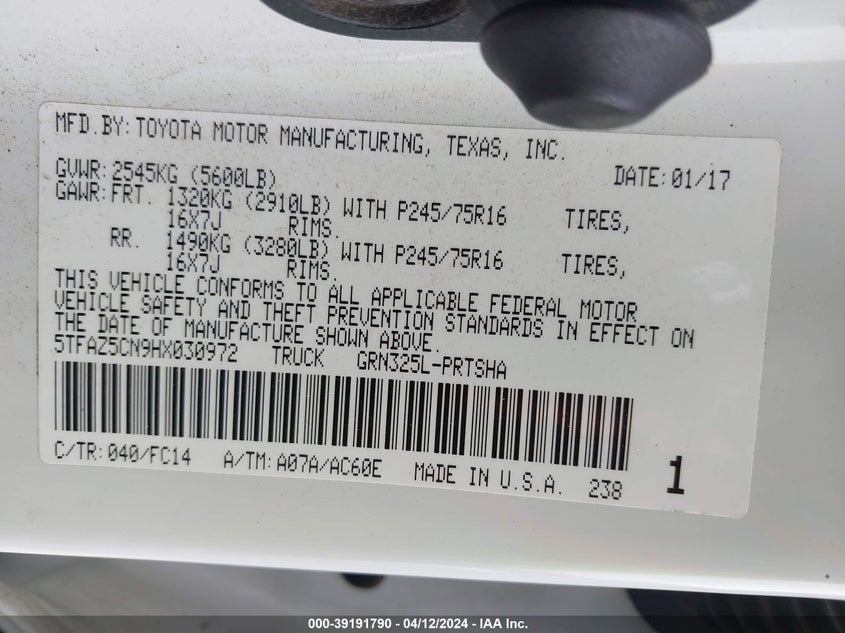 MFD.BY:TOYOTA MOTOR MANUFACTURING, TEXAS, INC.
GVWR:2545KG (5600LB) DATE:01/17
GAWR:FRT. 1320KG (2910LB) WITH P245/75R16 TIRES,
16X7J RIMS.
RR. 1490KG (3280LB) WITH P245/75R16 TIRES,
16X7J RIMS.
THIS VEHICLE CONFORMS TO ALL APPLICABLE FEDERAL MOTOR
VEHICLE SAFETY AND THEFT PREVENTION STANDARDS IN EFFECT ON
THE DATE OF MANUFACTURE SHOWN ABOVE.
5TFAZ5CN9HX030972 TRUCK GRN325L-PRTSHA
C/TR:040/FC14 A/TM:A07A/AC60E MADE IN U.S.A. 238 1
000-39191790 - 04/12/2024 - IAA Inc.